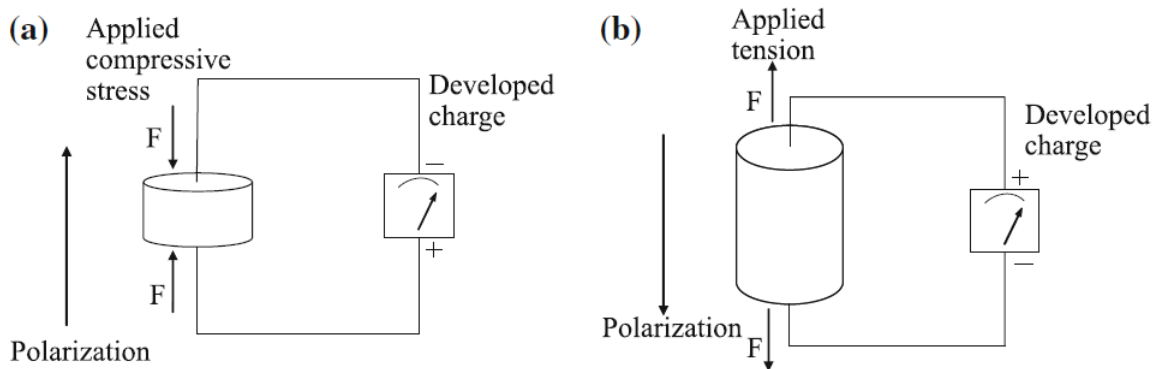 (a)
Applied
compressive
stress
F
Developed
charge
−
+
F
Polarization
(b)
Applied
tension
F
Developed
charge
+
−
Polarization
F